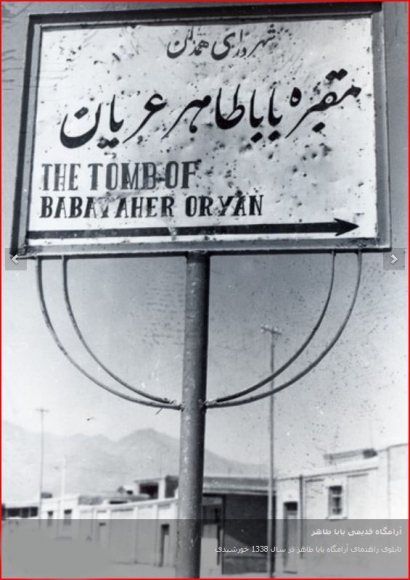 شهرداری همدان
مقبره باباطاهر عریان
THE TOMB OF
BABATAHER ORYAN
آرامگاه قدیمی بابا طاهر
تابلوی راهنمای آرامگاه بابا طاهر در سال 1338 خورشیدی